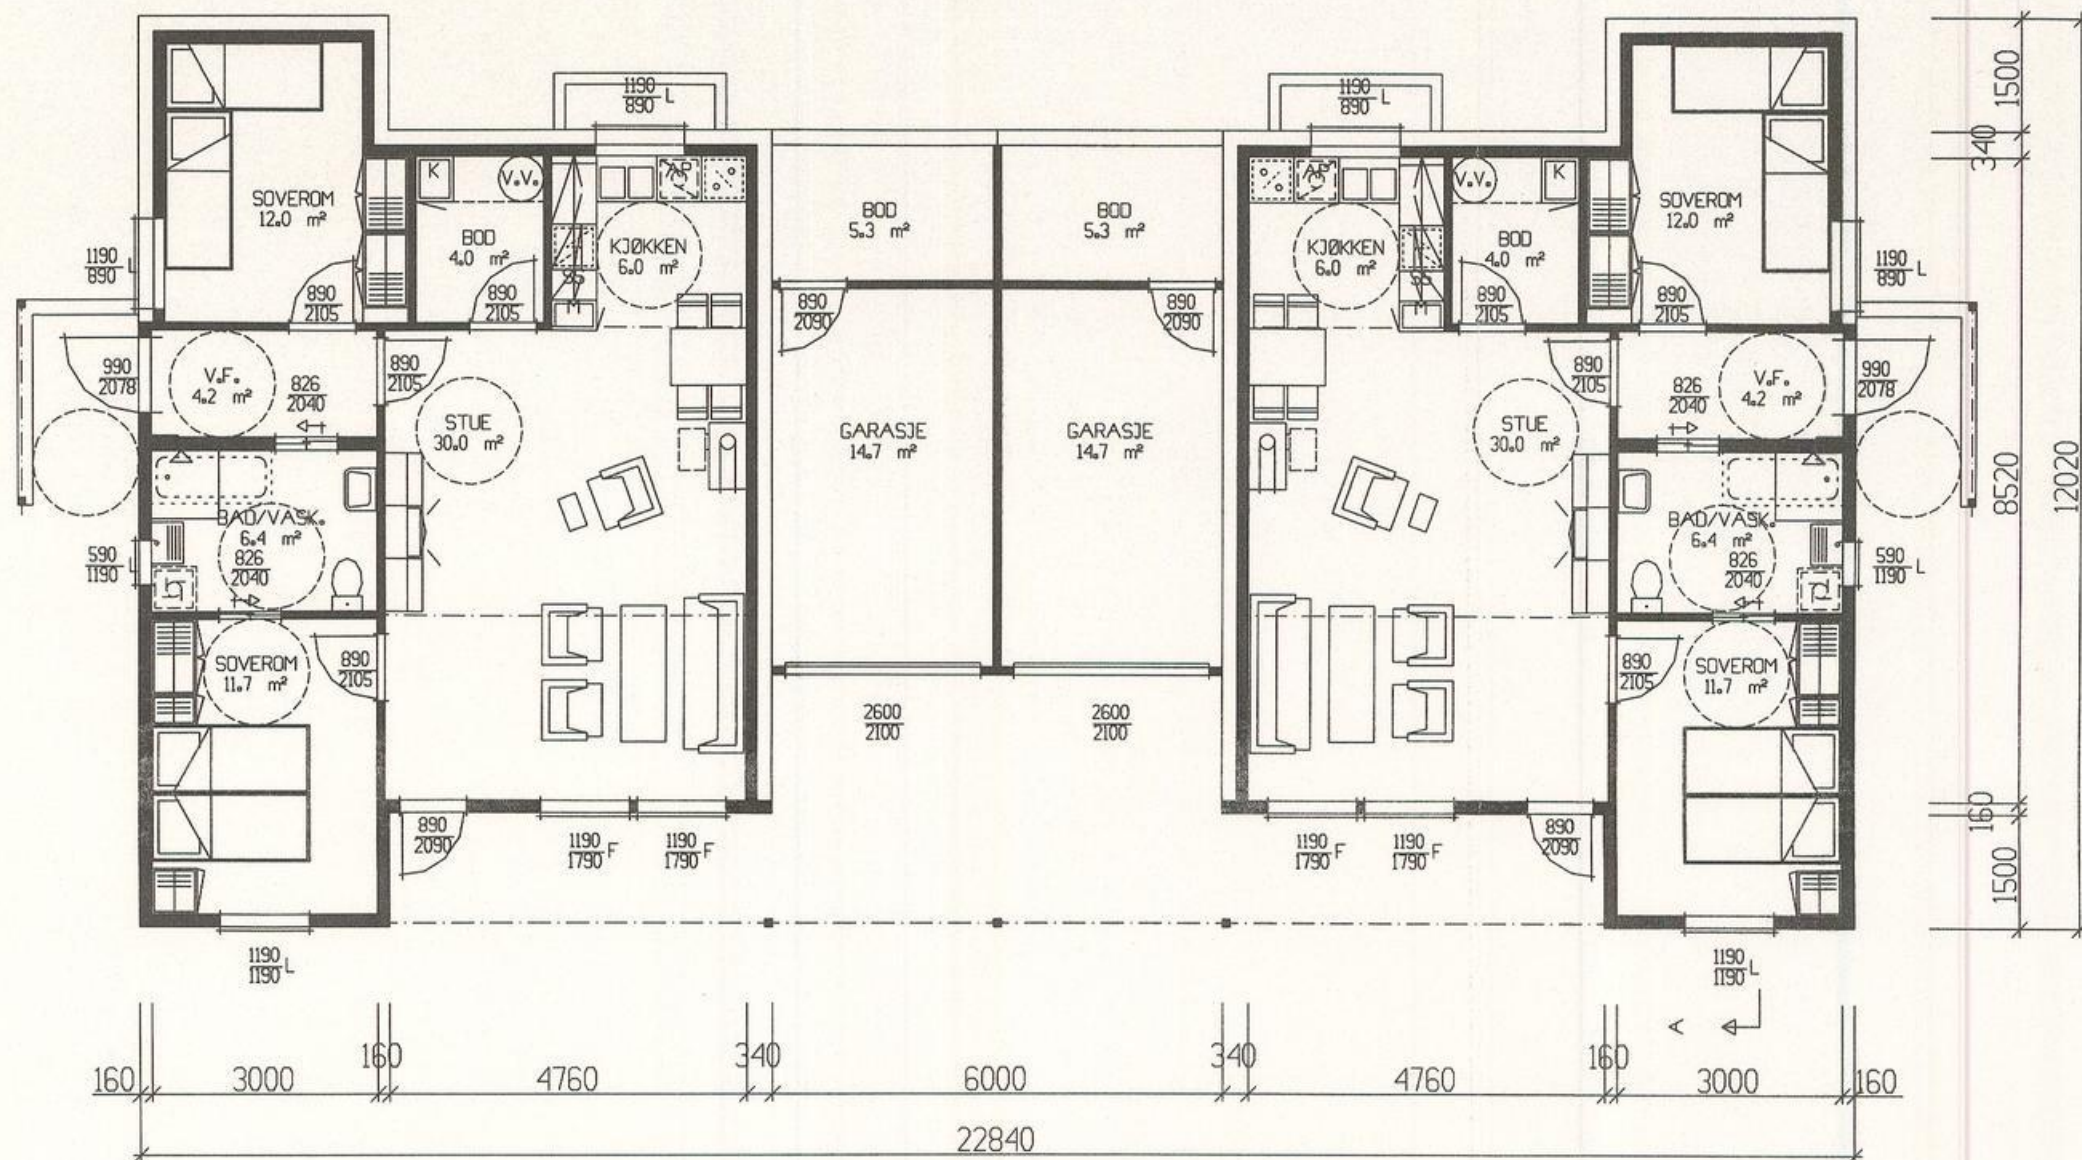 1190
890 L
1190
890 L
1500
340
8520
12020
160
1500
SOVEROM
12.0 m²
K
V.V.
BOD
4.0 m²
AP
KJØKKEN
6.0 m²
SS
M
BOD
5.3 m²
BOD
5.3 m²
AP
KJØKKEN
6.0 m²
SS
M
V.V.
K
BOD
4.0 m²
SOVEROM
12.0 m²
1190
890 L
890
2105
890
2105
890
2090
890
2090
890
2105
890
2105
1190
890 L
990
2078
V.F.
4.2 m²
826
2040
890
2105
STUE
30.0 m²
GARASJE
14.7 m²
GARASJE
14.7 m²
STUE
30.0 m²
890
2105
826
2040
V.F.
4.2 m²
990
2078
BAD/VASK.
6.4 m²
826
2040
590
1190 L
BAD/VASK.
6.4 m²
826
2040
590
1190 L
SOVEROM
11.7 m²
890
2105
2600
2100
2600
2100
890
2105
SOVEROM
11.7 m²
890
2090
1190
1790 F
1190
1790 F
1190
1790 F
1190
1790 F
890
2090
1190
1190 L
1190
1190 L
A
160 3000 160 4760 340 6000 340 4760 160 3000 160
22840